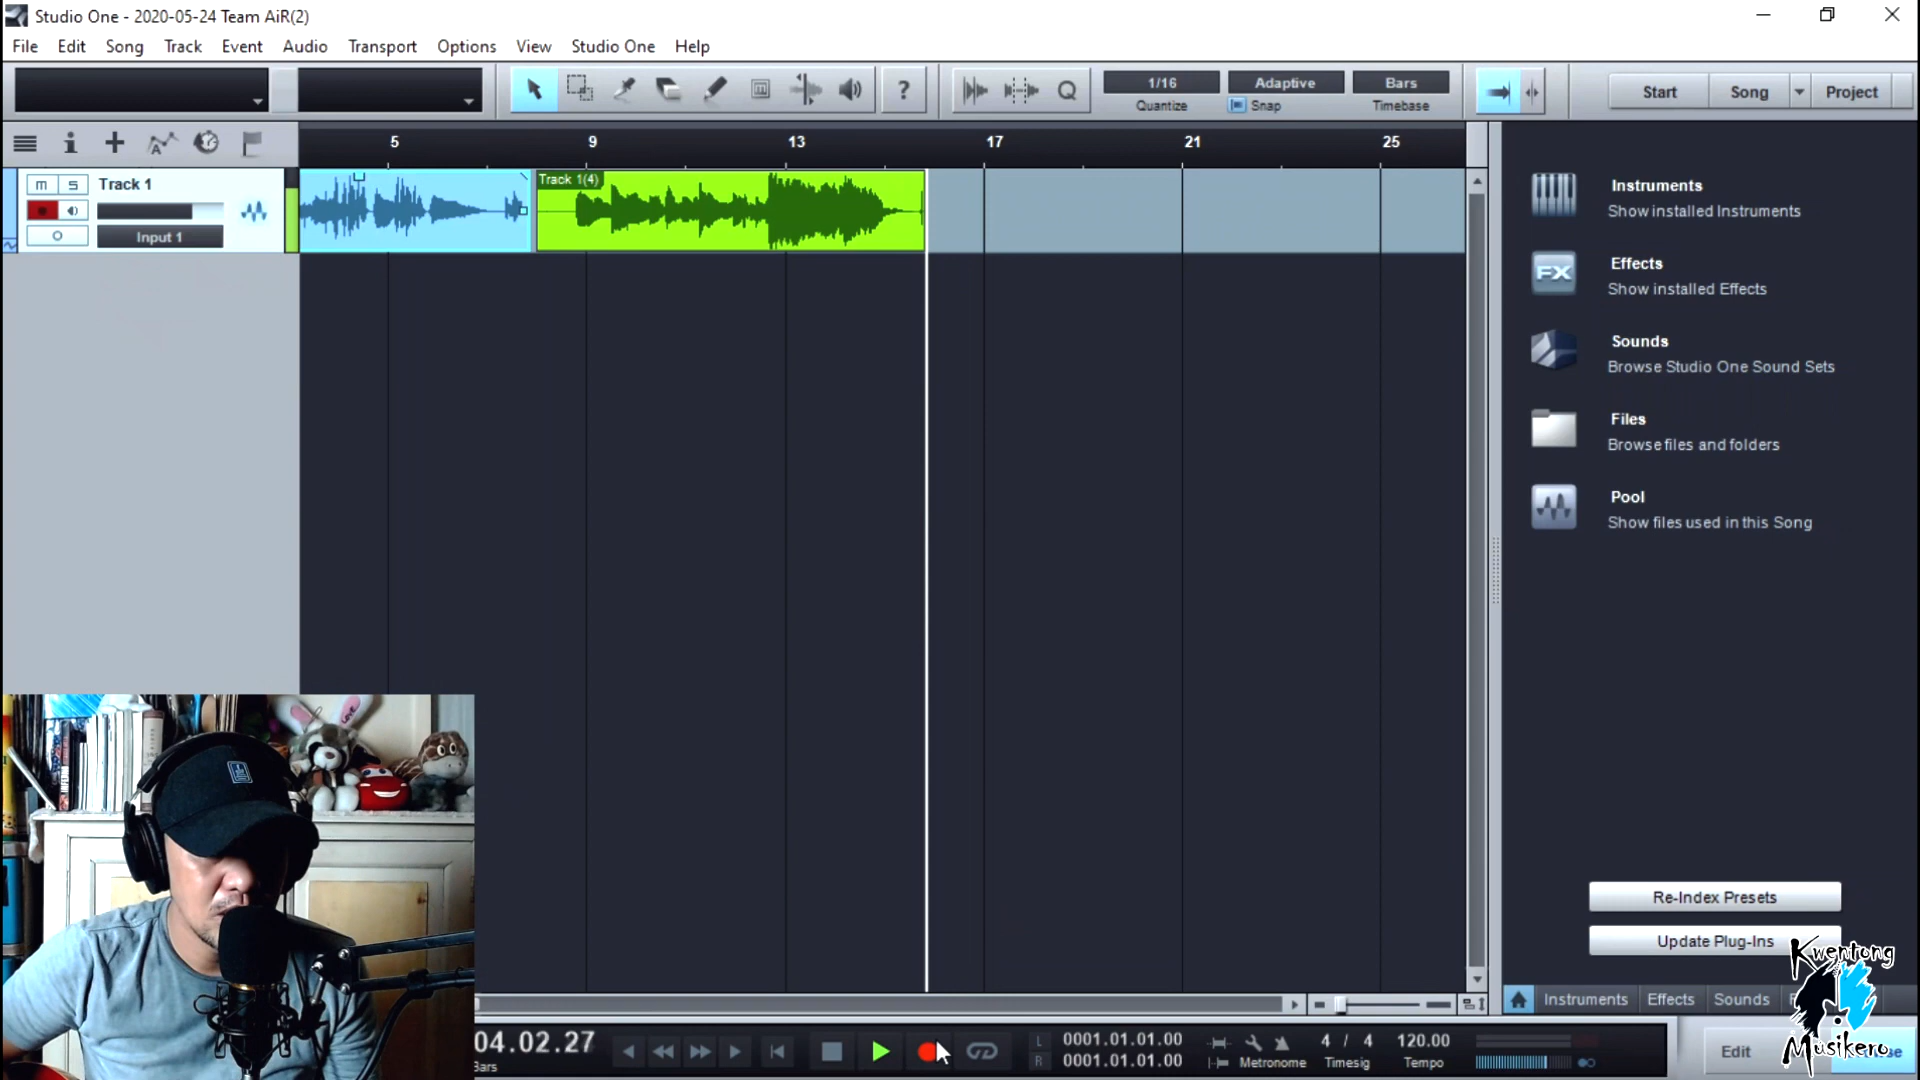 Studio One - 2020-05-24 Team AiR(2)
File Edit Song Track Event Audio Transport Options View Studio One Help
1/16 Adaptive Bars
Quantize Snap Timebase
Start Song Project
5 9 13 17 21 25
M S Track 1
Track 1(4)
Input 1
Instruments
Show installed Instruments
FX
Effects
Show installed Effects
Sounds
Browse Studio One Sound Sets
Files
Browse files and folders
Pool
Show files used in this Song
LOVE
Re-Index Presets
Update Plug-Ins
Kwentong
Musikero
Instruments Effects Sounds
04.02.27
Bars
L 0001.01.01.00
R 0001.01.01.00
Metronome
4 / 4
Timesig
120.00
Tempo
Edit